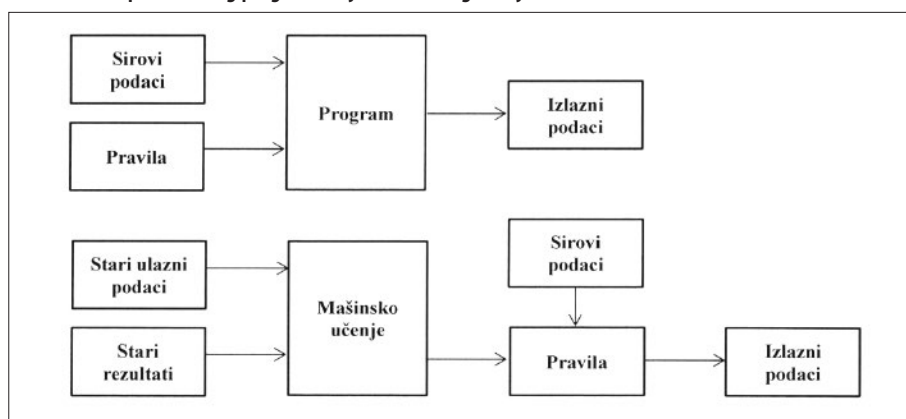 Sirovi
podaci
Pravila
Program
Izlazni
podaci
Stari ulazni
podaci
Stari
rezultati
Mašinsko
učenje
Sirovi
podaci
Pravila
Izlazni
podaci